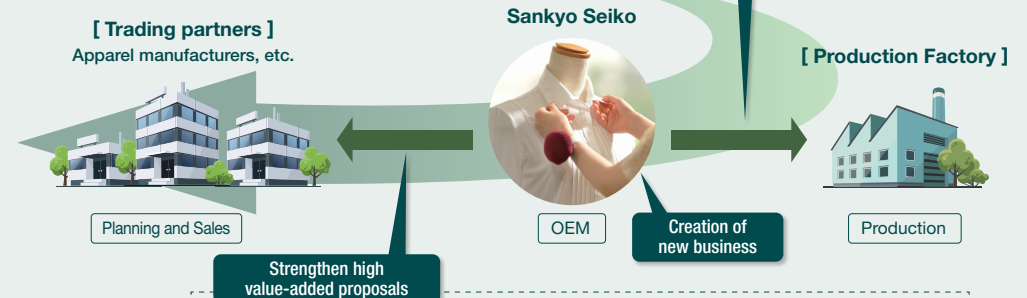 Sankyo Seiko
[ Trading partners ]
Apparel manufacturers, etc.
[ Production Factory ]
Planning and Sales
OEM
Creation of
new business
Production
Strengthen high
value-added proposals